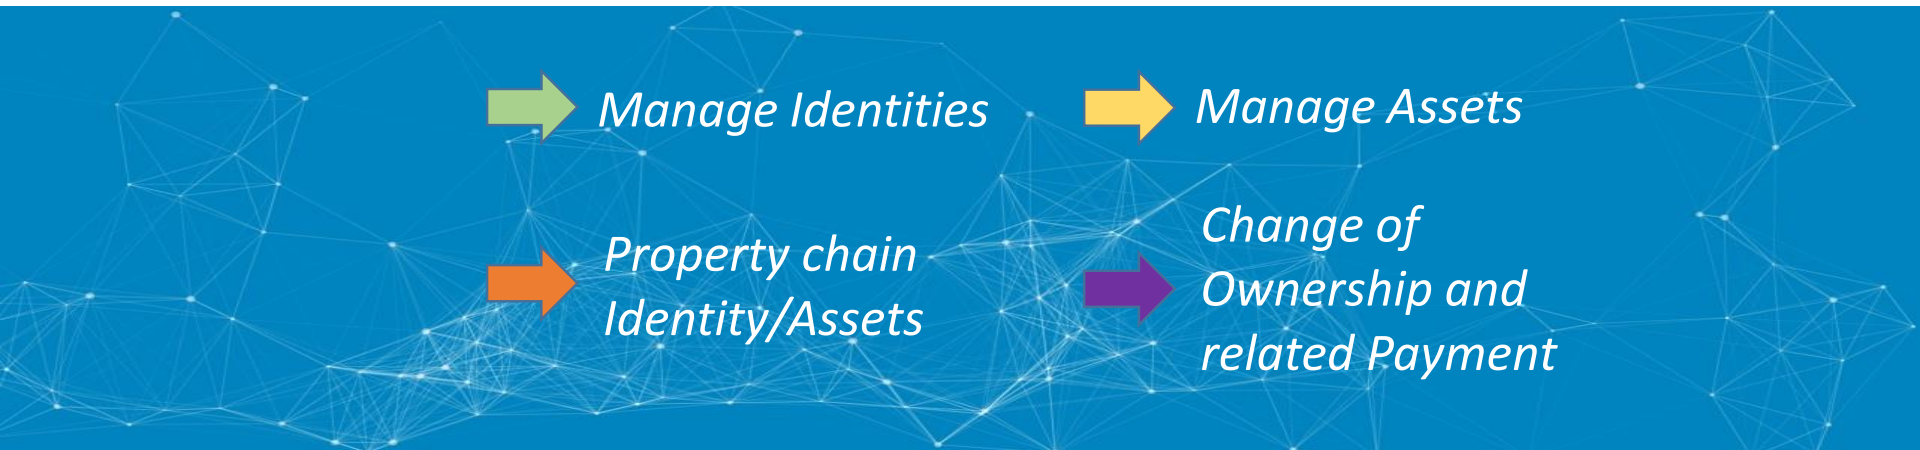 Manage Identities
Manage Assets
Property chain
Identity/Assets
Change of
Ownership and
related Payment